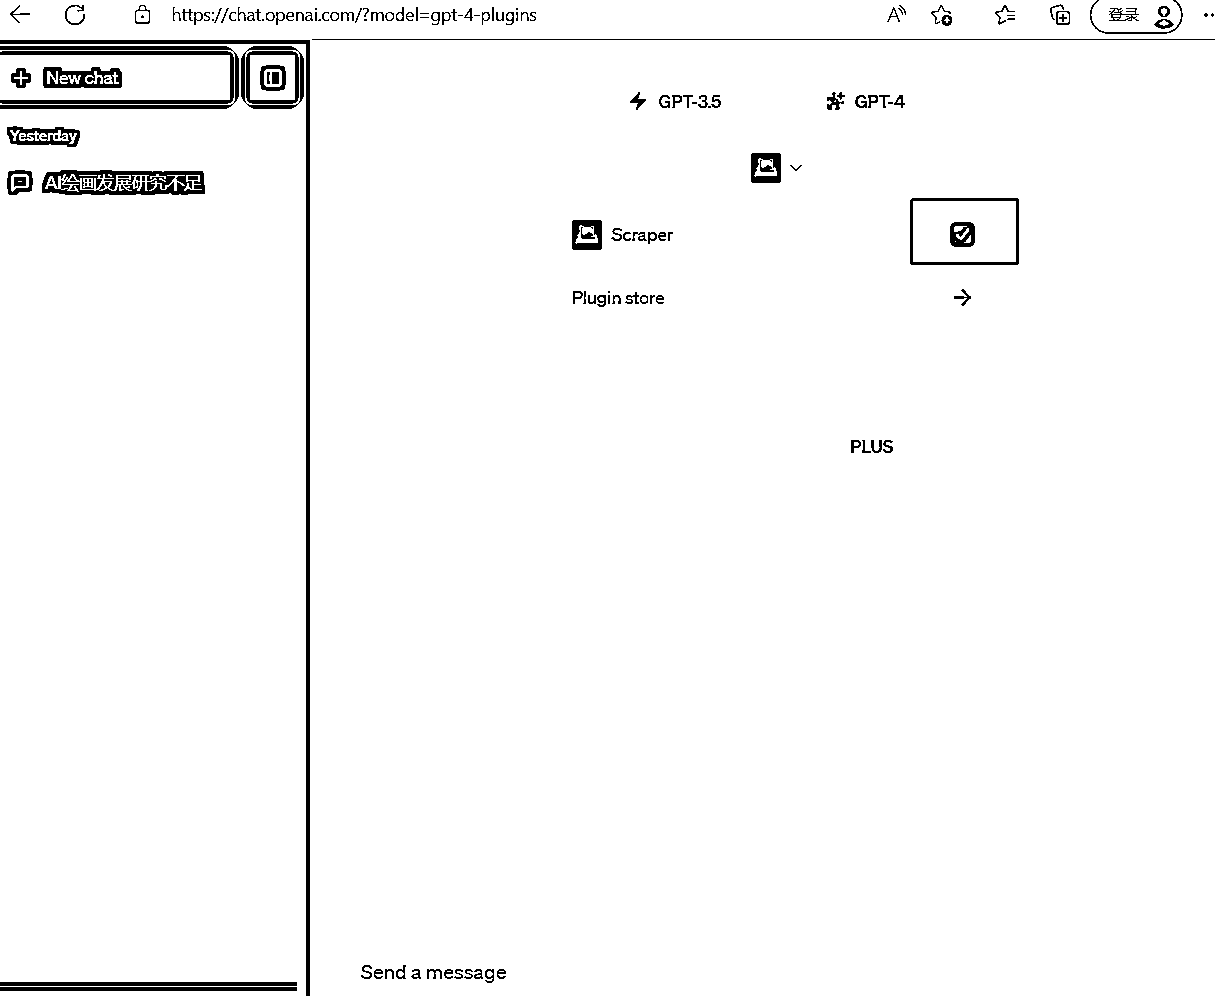 https://chat.openai.com/?model=gpt-4-plugins
登录
New chat
Yesterday
AI绘画发展研究不足
GPT-3.5
GPT-4
Scraper
Plugin store
PLUS
Send a message